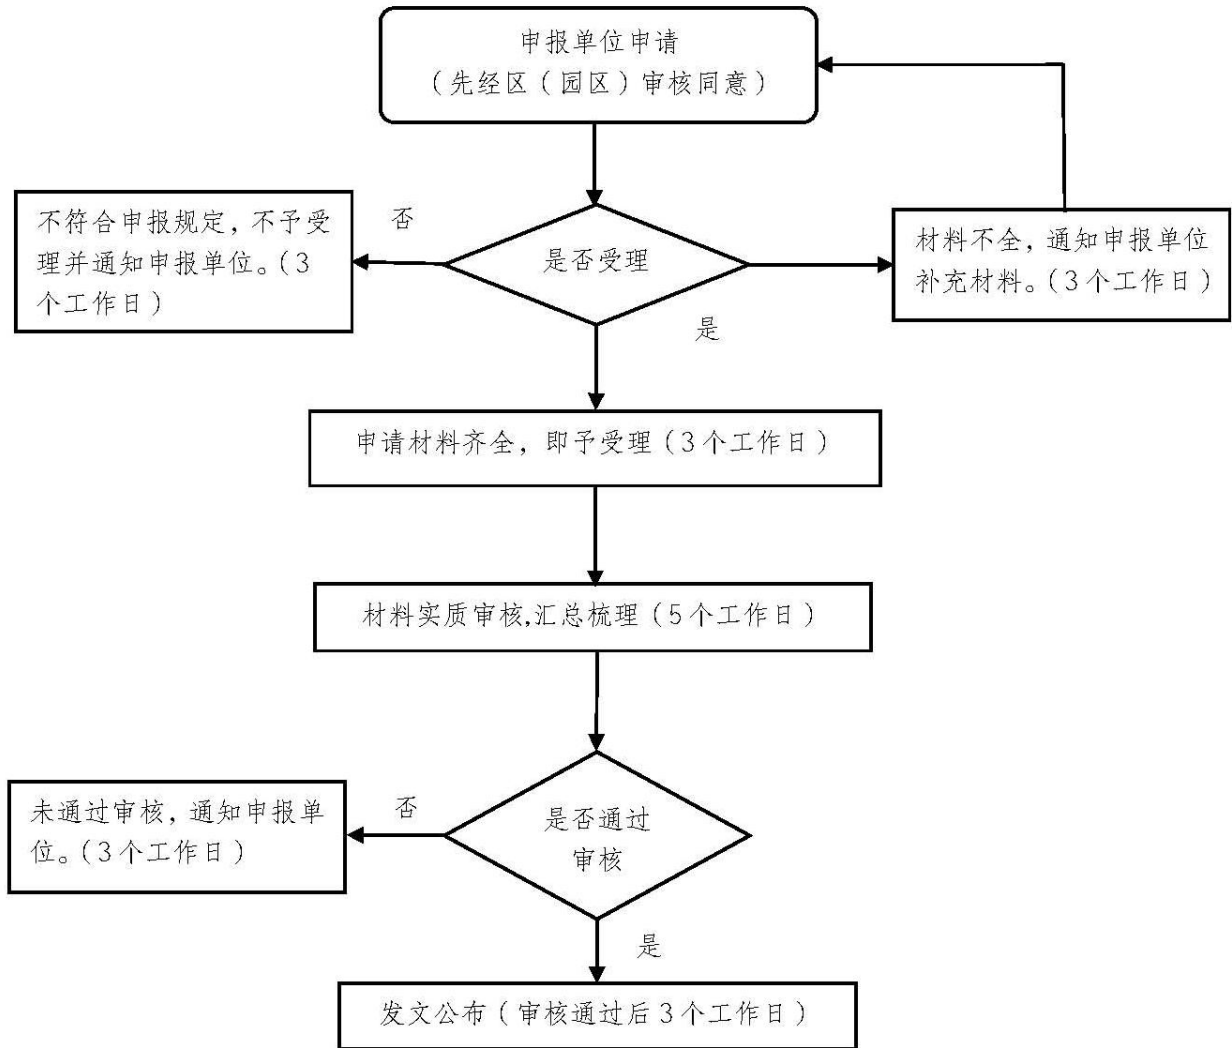 申报单位申请
(先经区(园区)审核同意)
不符合申报规定,不予受
理并通知申报单位。(3
个工作日)
否
是否受理
材料不全,通知申报单位
补充材料。(3个工作日)
是
申请材料齐全,即予受理(3个工作日)
材料实质审核,汇总梳理(5个工作日)
未通过审核,通知申报单
位。(3个工作日)
否
是否通过
审核
是
发文公布(审核通过后3个工作日)